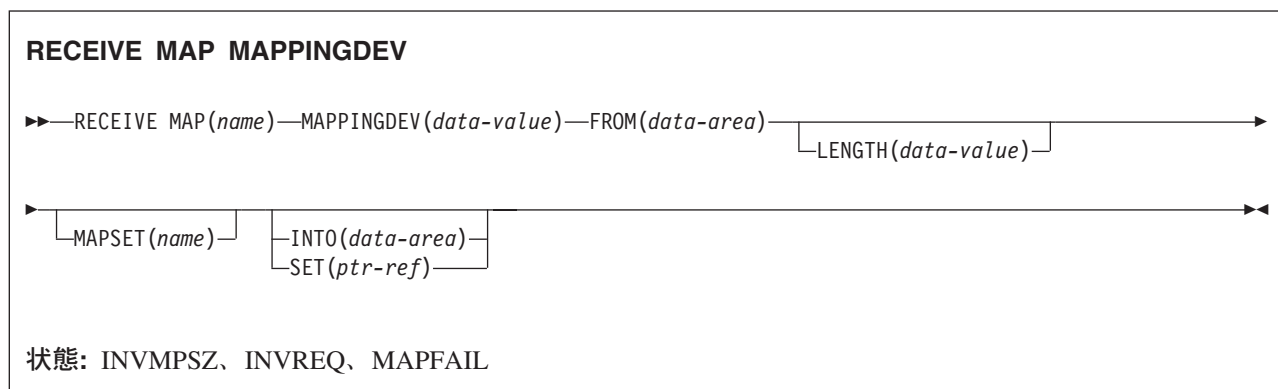 RECEIVE MAP MAPPINGDEV
RECEIVE MAP(name) MAPPINGDEV(data-value) FROM(data-area)
LENGTH(data-value)
MAPSET(name) INTO(data-area)
SET(ptr-ref)
状態: INVMPSZ、INVREQ、MAPFAIL